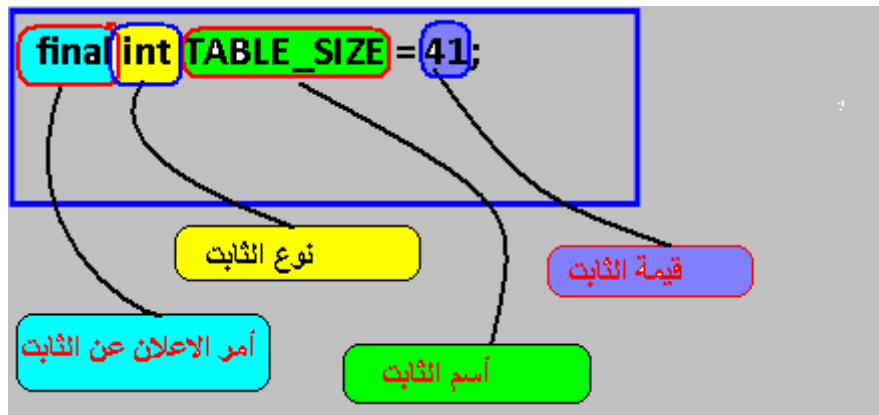 final int TABLE_SIZE = 41;
نوع الثابت
قيمة الثابت
أمر الاعلان عن الثابت
أسم الثابت